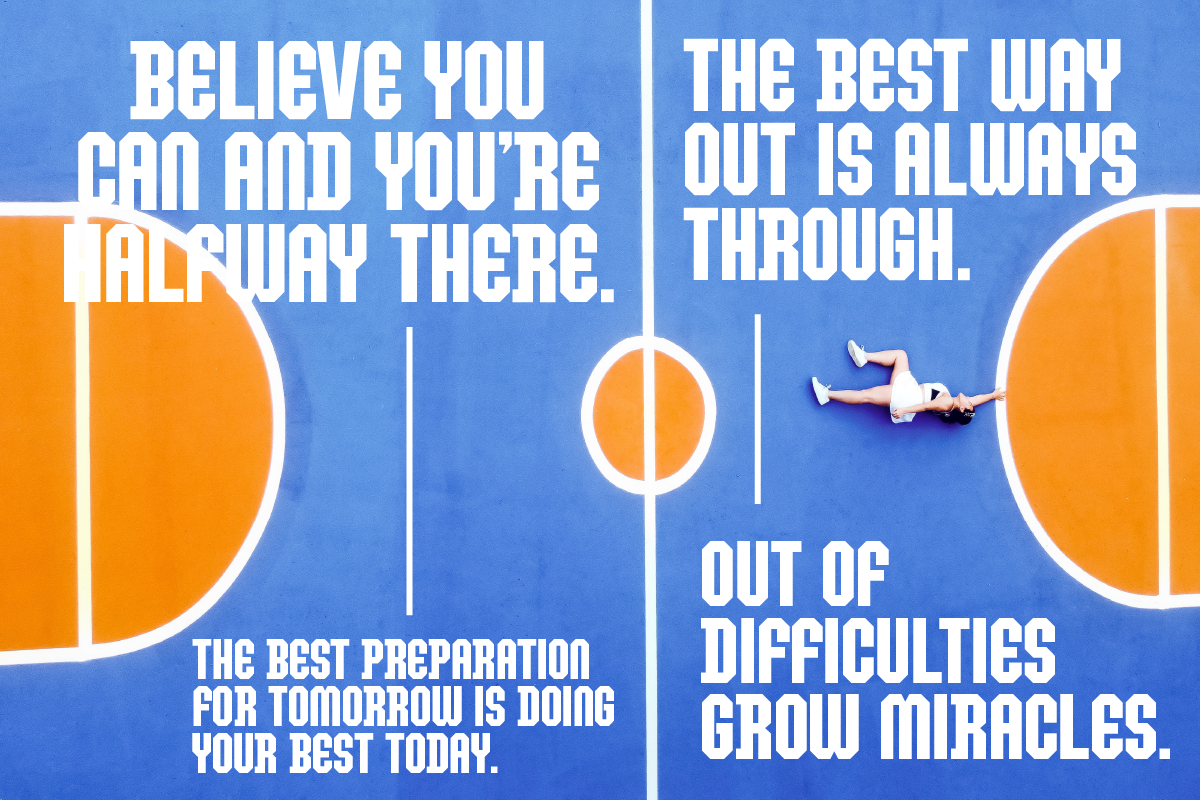 BELIEVE YOU
CAN AND YOU'RE
HALFWAY THERE.
THE BEST PREPARATION
FOR TOMORROW IS DOING
YOUR BEST TODAY.
THE BEST WAY
OUT IS ALWAYS
THROUGH.
OUT OF
DIFFICULTIES
GROW MIRACLES.